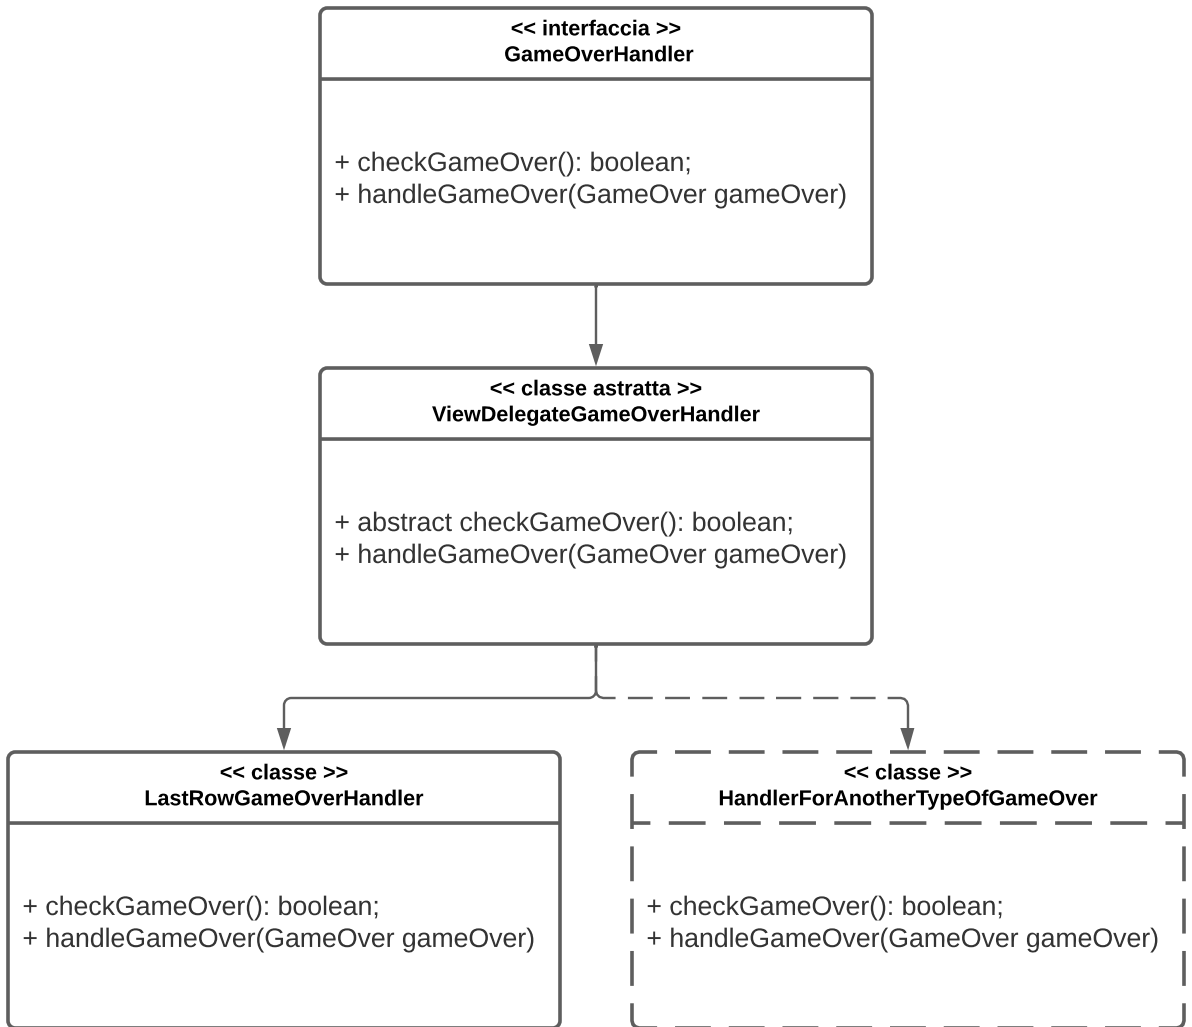 << interfaccia >>
GameOverHandler
+ checkGameOver(): boolean;
+ handleGameOver(GameOver gameOver)
<< classe astratta >>
ViewDelegateGameOverHandler
+ abstract checkGameOver(): boolean;
+ handleGameOver(GameOver gameOver)
<< classe >>
LastRowGameOverHandler
+ checkGameOver(): boolean;
+ handleGameOver(GameOver gameOver)
<< classe >>
HandlerForAnotherTypeOfGameOver
+ checkGameOver(): boolean;
+ handleGameOver(GameOver gameOver)